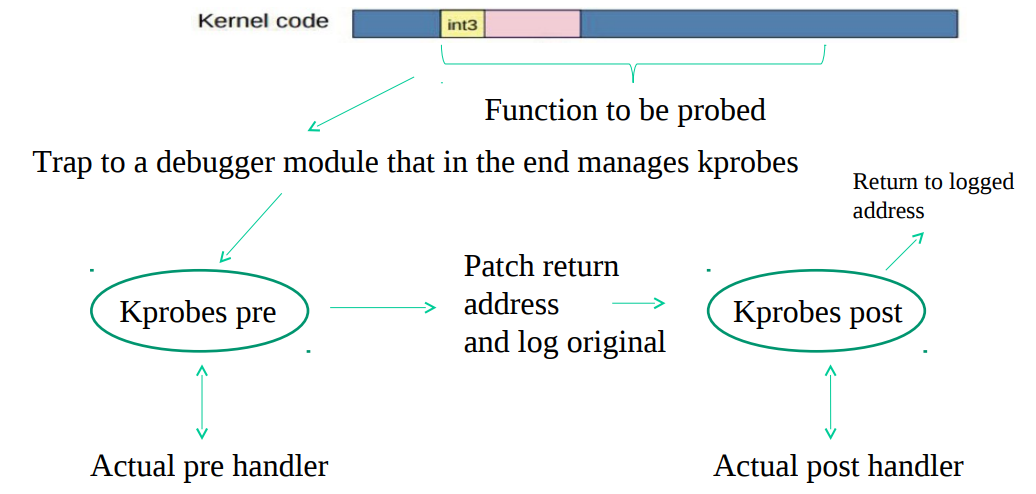 Kernel code
int3
Function to be probed
Trap to a debugger module that in the end manages kprobes
Return to logged
address
Kprobes pre
Patch return
address
and log original
Kprobes post
Actual pre handler
Actual post handler